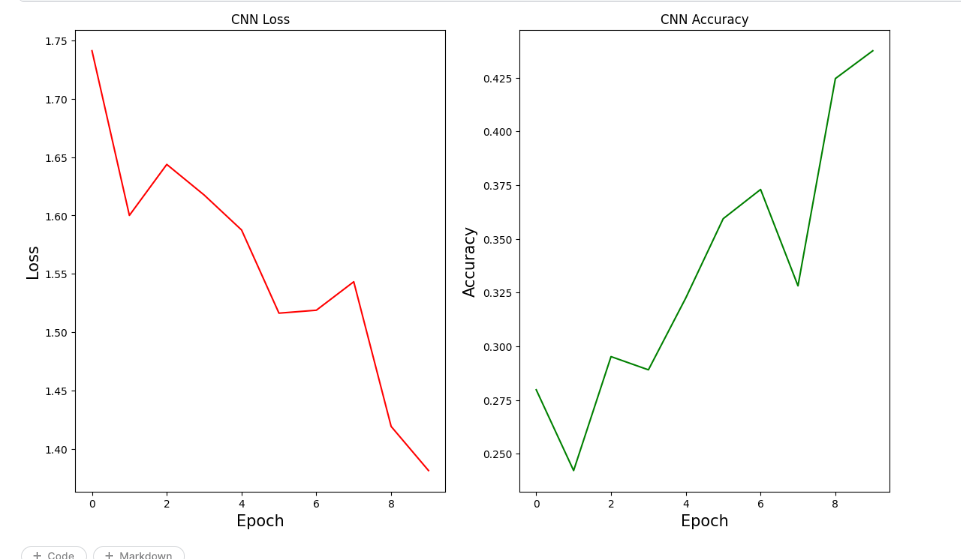 CNN Loss
1.75
1.70
1.65
1.60
1.55
1.50
1.45
1.40
Loss
0 2 4 6 8
Epoch
CNN Accuracy
0.425
0.400
0.375
0.350
0.325
0.300
0.275
0.250
Accuracy
0 2 4 6 8
Epoch
+ Code + Markdown